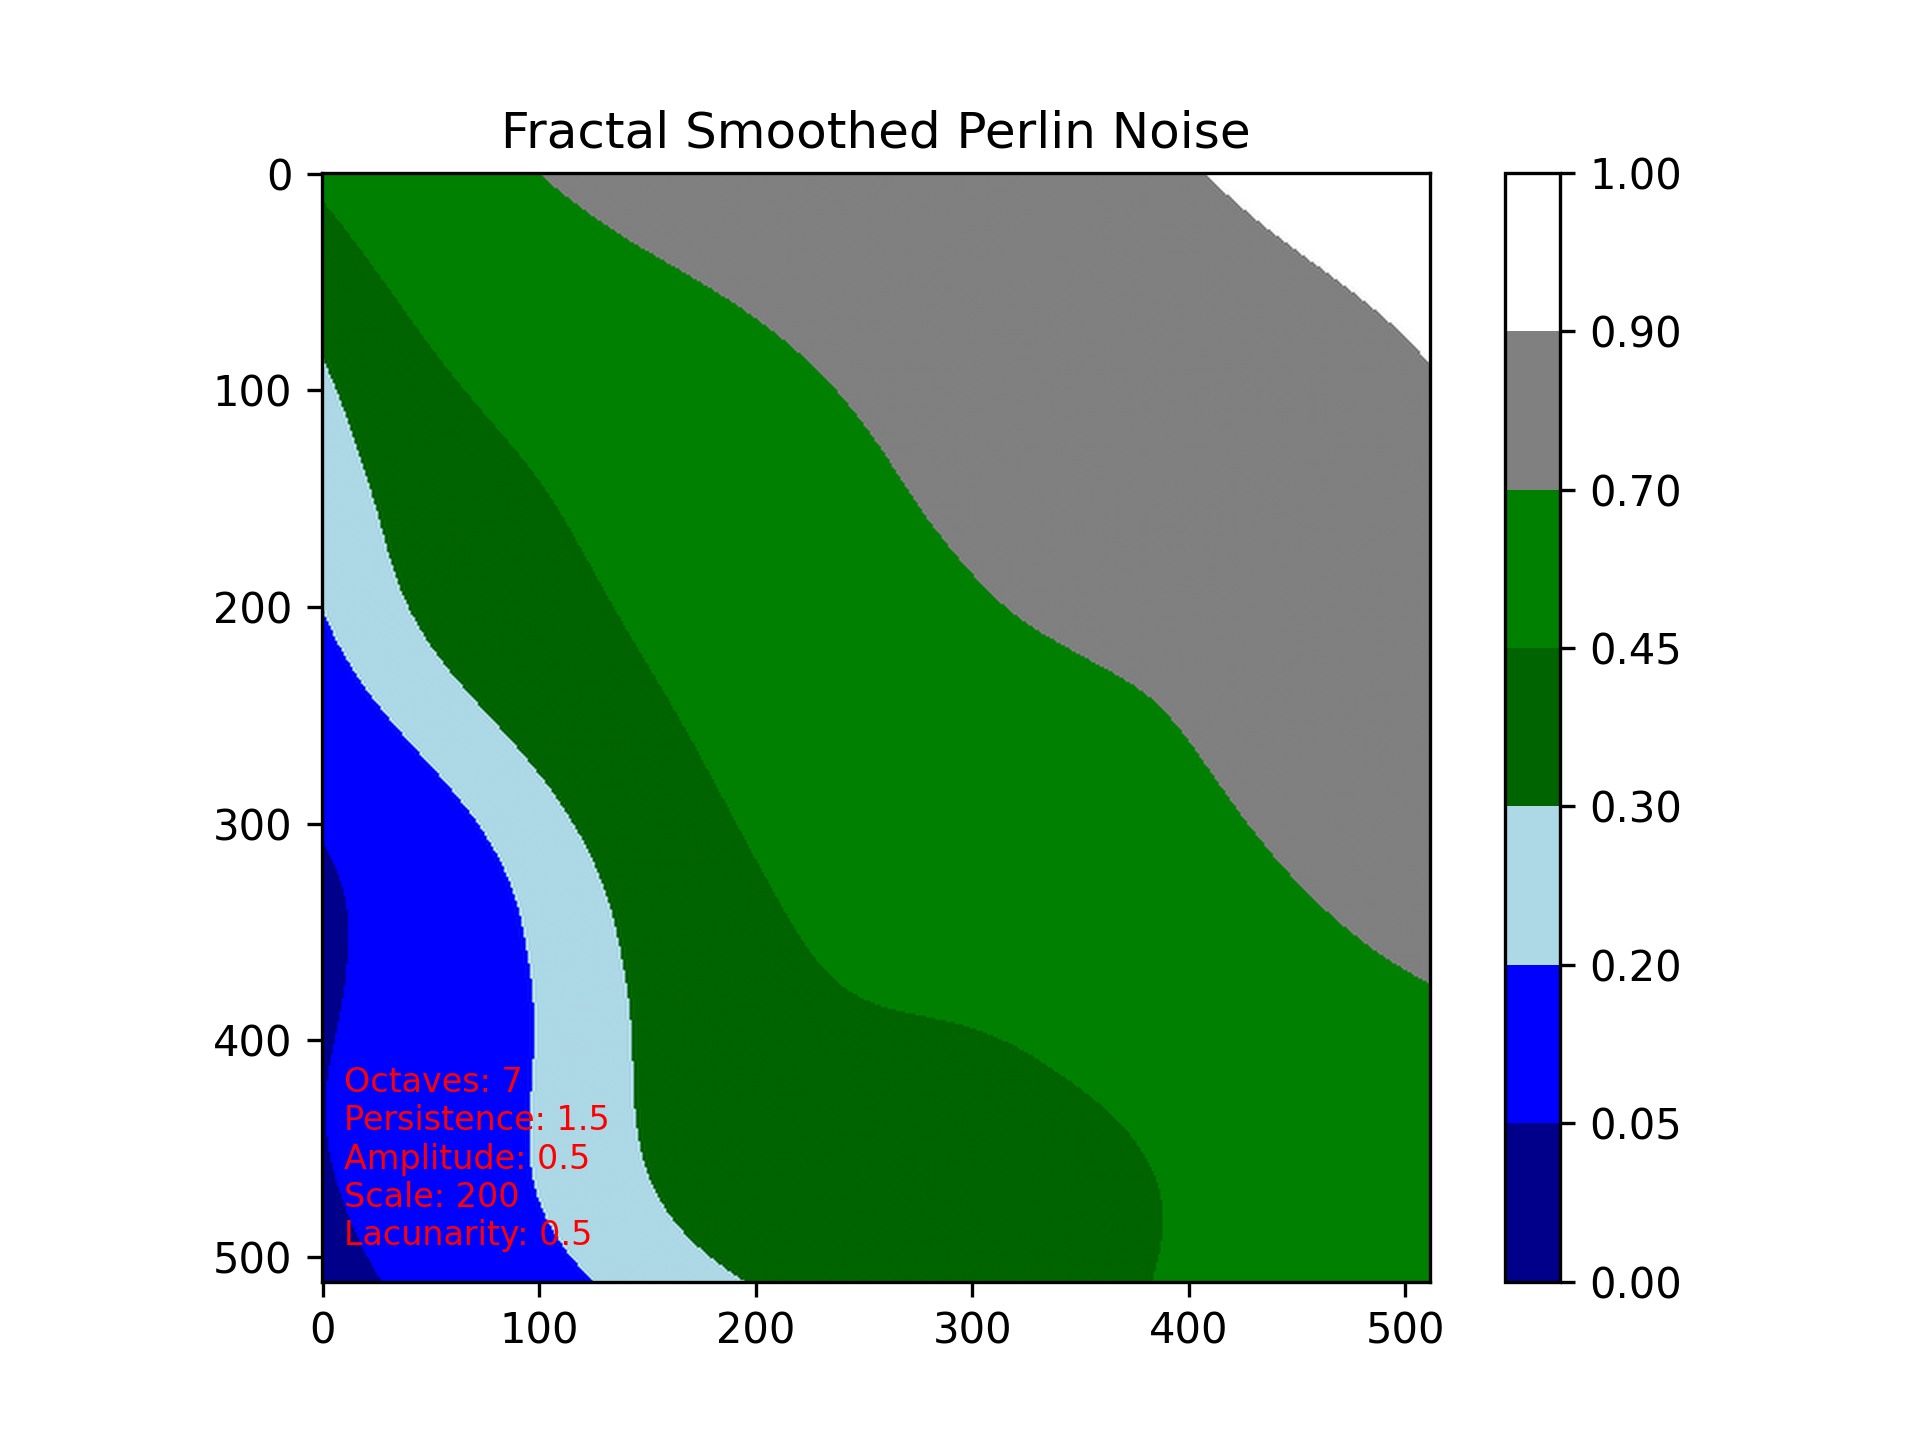 Fractal Smoothed Perlin Noise
0
100
200
300
400
500
Octaves: 7
Persistence: 1.5
Amplitude: 0.5
Scale: 200
Lacunarity: 0.5
0 100 200 300 400 500
1.00
0.90
0.70
0.45
0.30
0.20
0.05
0.00